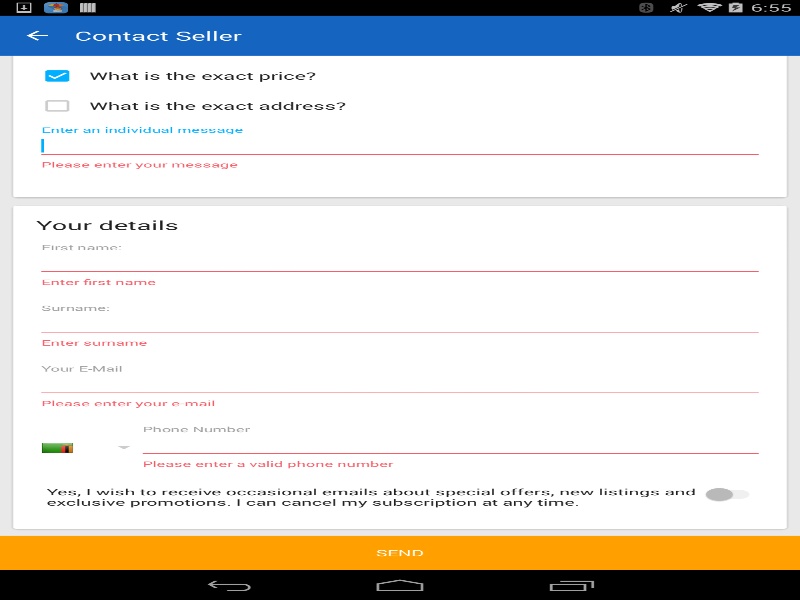 6:55
Contact Seller
What is the exact price?
What is the exact address?
Enter an individual message
Please enter your message
Your details
First name:
Enter first name
Surname:
Enter surname
Your E-Mail
Please enter your e-mail
Phone Number
Please enter a valid phone number
Yes, I wish to receive occasional emails about special offers, new listings and
exclusive promotions. I can cancel my subscription at any time.
SEND